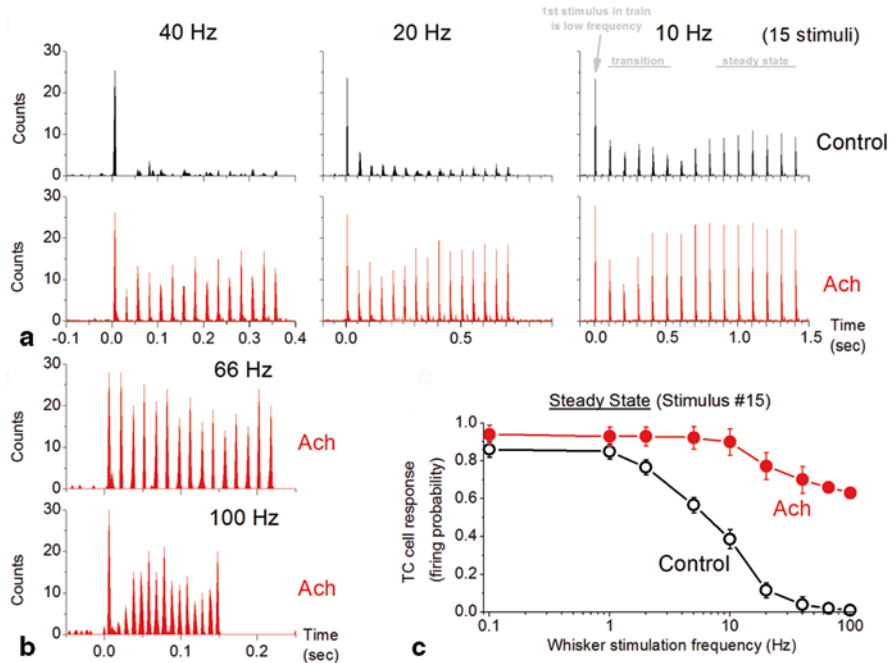 1st stimulus in train
is low frequency
40 Hz
20 Hz
10 Hz
(15 stimuli)
transition
steady state
Counts
30
20
10
0
Control
Counts
30
20
10
0
Ach
a
-0.1 0.0 0.1 0.2 0.3 0.4
0.0 0.5
0.0 0.5 1.0 1.5
Time
(sec)
66 Hz
Counts
30
20
10
0
Ach
100 Hz
Counts
30
20
10
0
Ach
b
0.0 0.1 0.2
Time
(sec)
c
Steady State (Stimulus #15)
TC cell response
(firing probability)
1.0
0.8
0.6
0.4
0.2
0.0
Ach
Control
0.1 1 10 100
c
Whisker stimulation frequency (Hz)